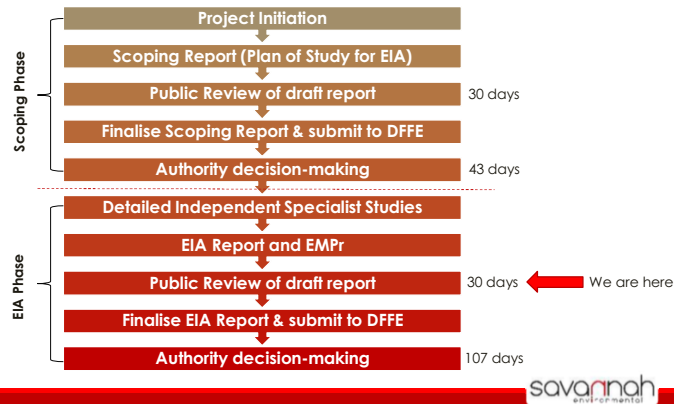 Project Initiation
Scoping Report (Plan of Study for EIA)
Public Review of draft report 30 days
Finalise Scoping Report & submit to DFFE
Authority decision-making 43 days
Scoping Phase
Detailed Independent Specialist Studies
EIA Report and EMPr
Public Review of draft report 30 days We are here
Finalise EIA Report & submit to DFFE
Authority decision-making 107 days
EIA Phase
savannah
environmental